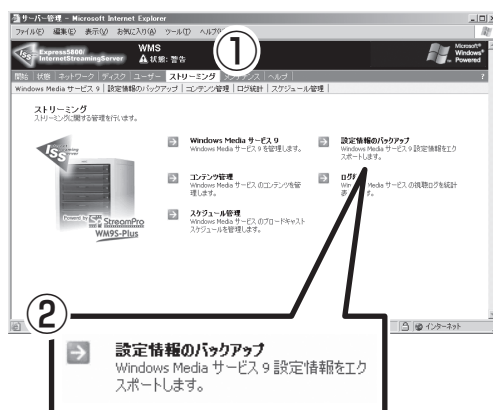 サーバー管理 - Microsoft Internet Explorer
ファイル(F) 編集(E) 表示(V) お気に入り(A) ツール(T) ヘルプ
Express5800/
InternetStreamingServer
WMS
状態: 警告
Microsoft
Windows
Powered
①
開始 | 状態 | ネットワーク | ディスク | ユーザー | ストリーミング | メンテナンス | ヘルプ | ?
Windows Media サービス 9 | 設定情報のバックアップ | コンテンツ管理 | ログ統計 | スケジュール管理 |
ストリーミング
ストリーミングに関する管理を行います。
ISS
Powered by StreamPro
WM9S-Plus
Windows Media サービス 9
Windows Media サービス 9 を管理します。
設定情報のバックアップ
Windows Media サービス 9 設定情報をエク
スポートします。
コンテンツ管理
Windows Media サービス のコンテンツを管
理します。
ログ
Media サービス の視聴ログを統計
表 す。
スケジュール管理
Windows Media サービス のブロードキャスト
スケジュールを管理します。
インターネット
②
設定情報のバックアップ
Windows Media サービス 9 設定情報をエク
スポートします。